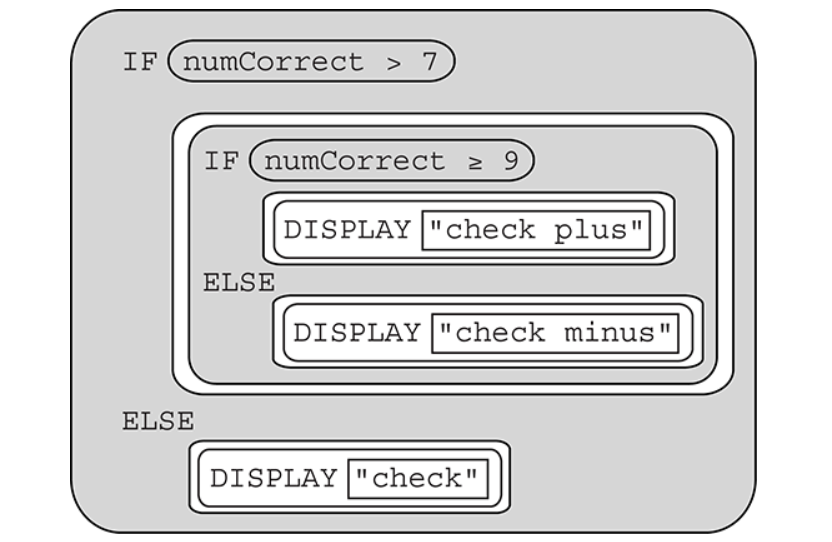 IF numCorrect > 7
IF numCorrect ≥ 9
DISPLAY "check plus"
ELSE
DISPLAY "check minus"
ELSE
DISPLAY "check"